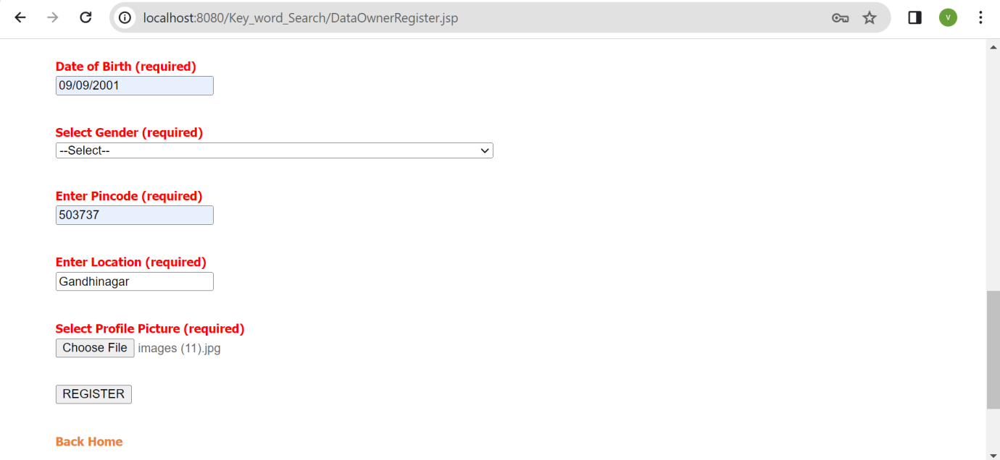 localhost:8080/Key_word_Search/DataOwnerRegister.jsp
V
Date of Birth (required)
09/09/2001
Select Gender (required)
--Select--
Enter Pincode (required)
503737
Enter Location (required)
Gandhinagar
Select Profile Picture (required)
Choose File images (11).jpg
REGISTER
Back Home